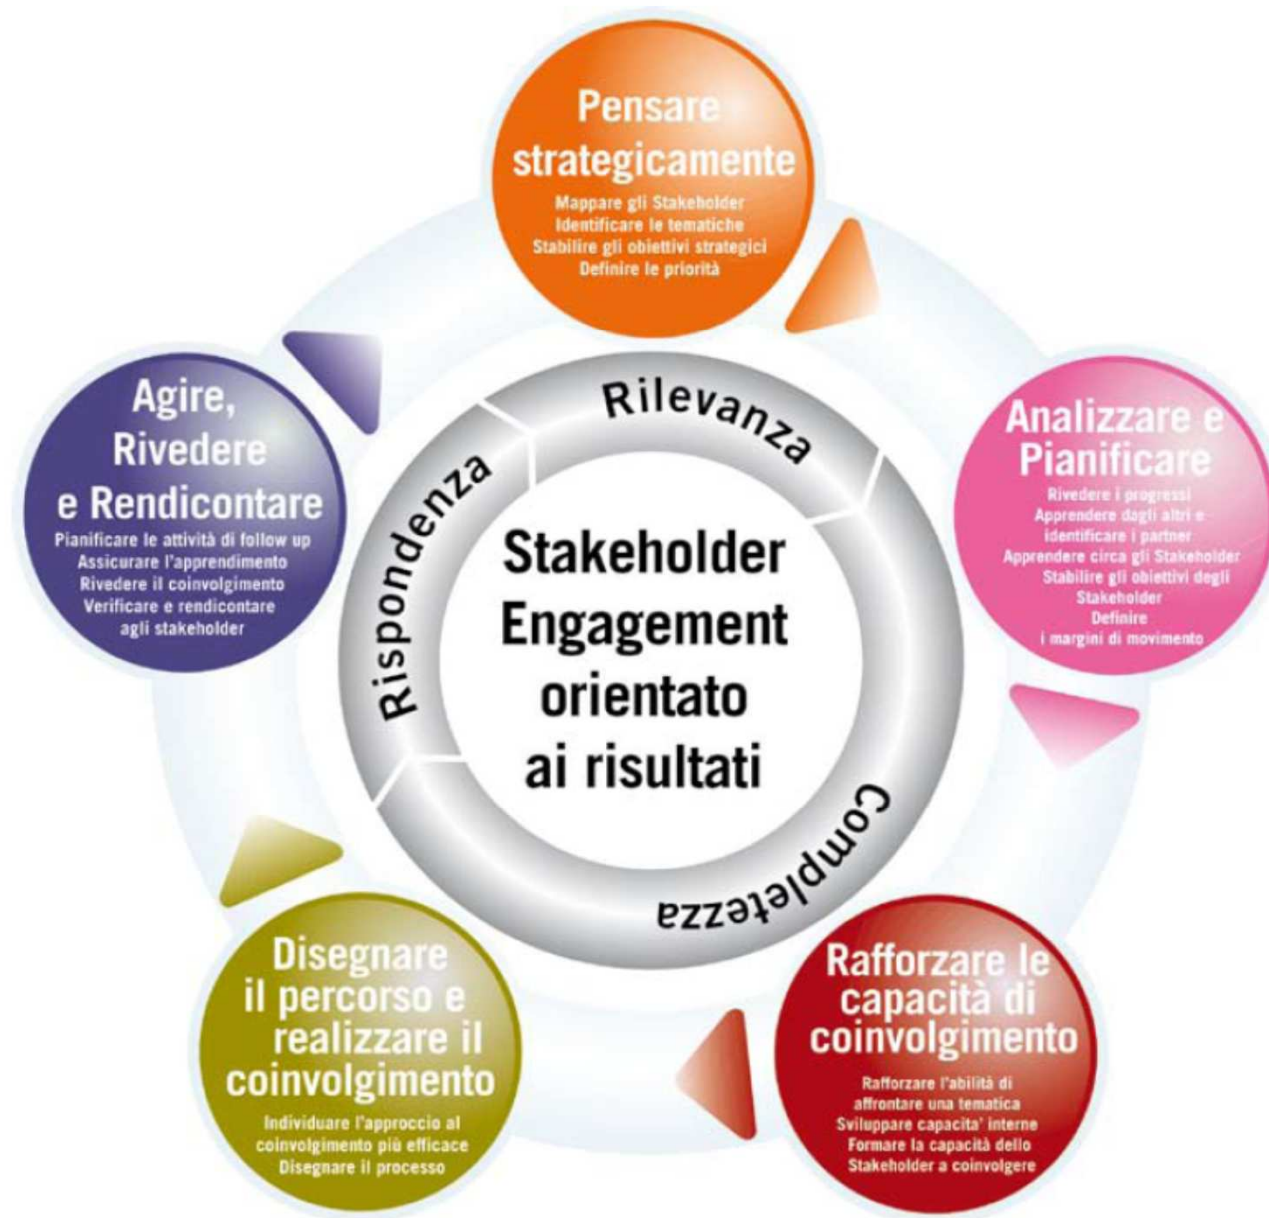 Pensare
strategicamente
Mappare gli Stakeholder
Identificare le tematiche
Stabilire gli obiettivi strategici
Definire le priorità
Analizzare e
Pianificare
Rivedere i progressi
Apprendere dagli altri e
identificare i partner
Apprendere circa gli Stakeholder
Stabilire gli obiettivi degli
Stakeholder
Definire
i margini di movimento
Rafforzare le
capacità di
coinvolgimento
Rafforzare l'abilità di
affrontare una tematica
Sviluppare capacita' interne
Formare la capacità dello
Stakeholder a coinvolgere
Disegnare
il percorso e
realizzare il
coinvolgimento
Individuare l'approccio al
coinvolgimento più efficace
Disegnare il processo
Agire,
Rivedere
e Rendicontare
Pianificare le attività di follow up
Assicurare l'apprendimento
Rivedere il coinvolgimento
Verificare e rendicontare
agli stakeholder
Rilevanza
Completezza
Rispondenza
Stakeholder
Engagement
orientato
ai risultati